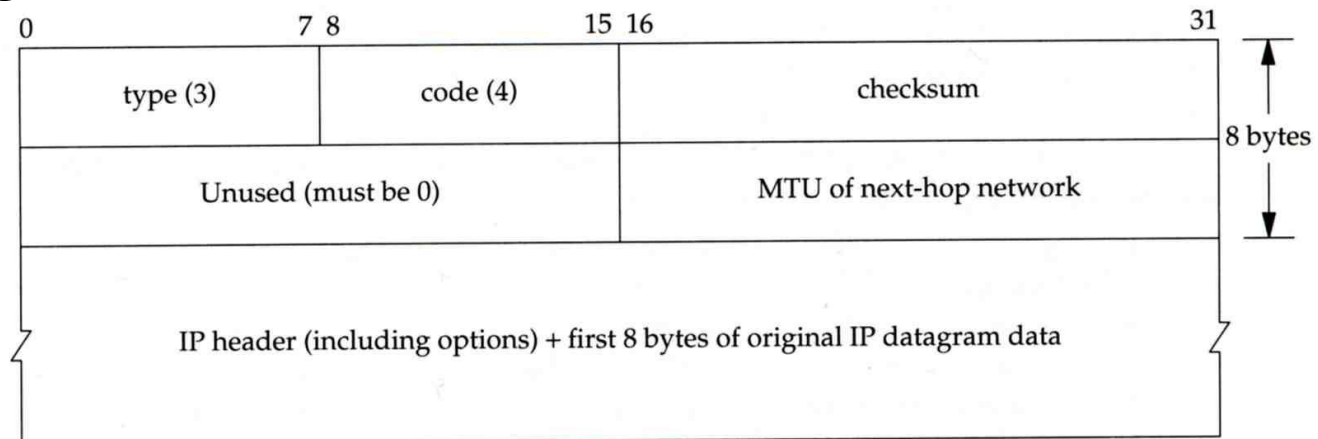 0 7 8 15 16 31
type (3) code (4) checksum
8 bytes
Unused (must be 0) MTU of next-hop network
IP header (including options) + first 8 bytes of original IP datagram data